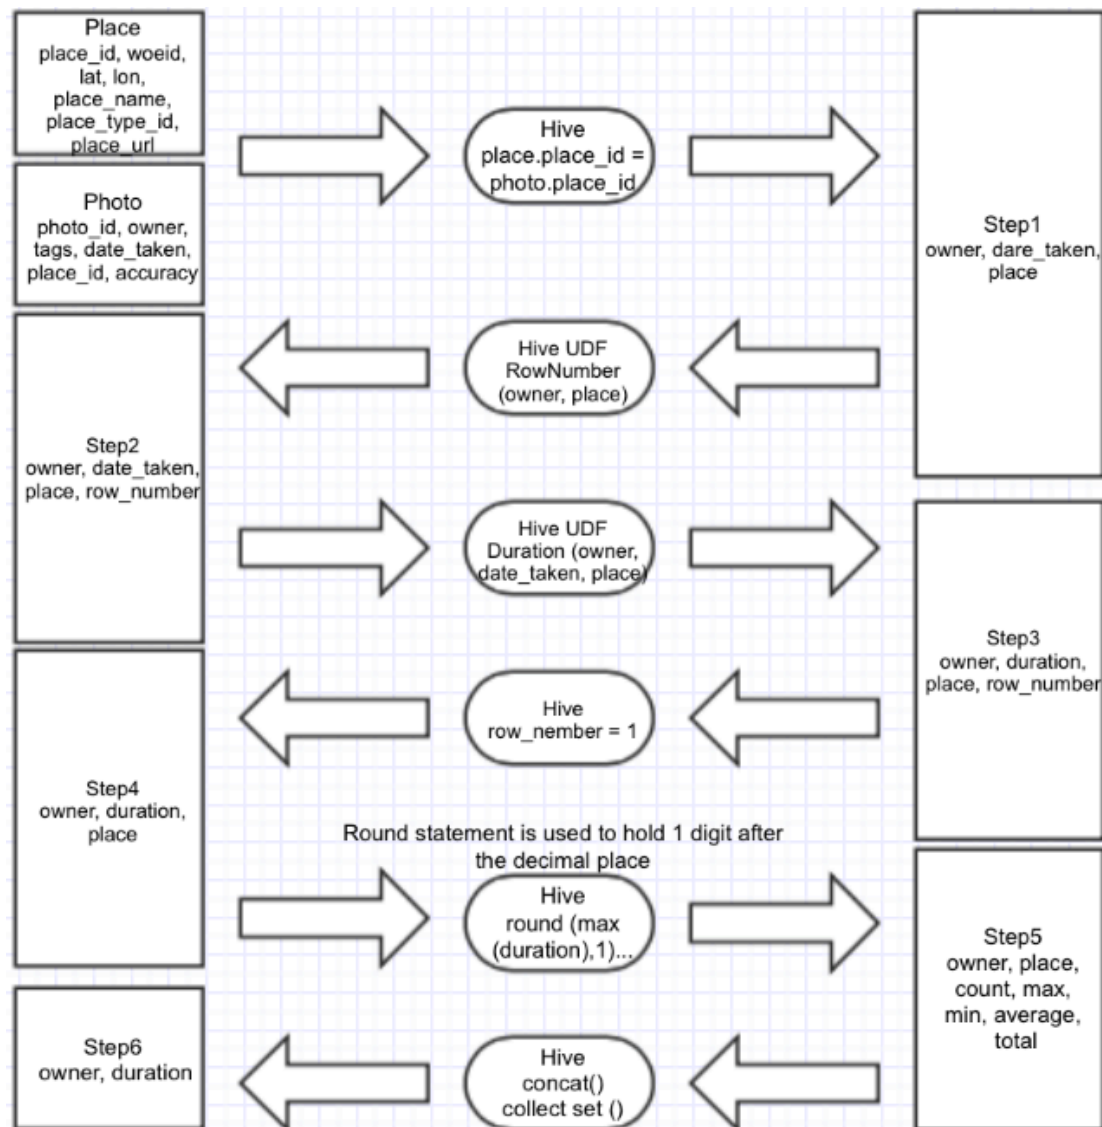 Place
place_id, woeid,
lat, lon,
place_name,
place_type_id,
place_url
Photo
photo_id, owner,
tags, date_taken,
place_id, accuracy
Hive
place.place_id =
photo.place_id
Step1
owner, dare_taken,
place
Hive UDF
RowNumber
(owner, place)
Step2
owner, date_taken,
place, row_number
Hive UDF
Duration (owner,
date_taken, place)
Step3
owner, duration,
place, row_number
Hive
row_nember = 1
Step4
owner, duration,
place
Round statement is used to hold 1 digit after
the decimal place
Hive
round (max
(duration),1)...
Step5
owner, place,
count, max,
min, average,
total
Hive
concat()
collect set ()
Step6
owner, duration